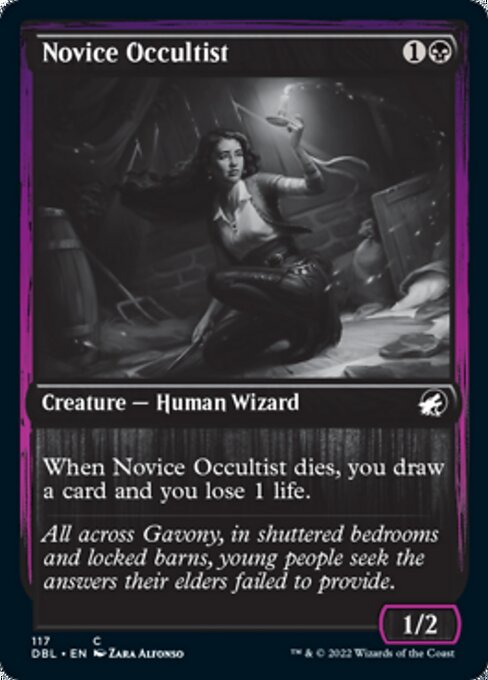 Novice Occultist 1
Creature — Human Wizard
When Novice Occultist dies, you draw
a card and you lose 1 life.
All across Gavony, in shuttered bedrooms
and locked barns, young people seek the
answers their elders failed to provide.
1/2
117 C
DBL • EN Zara Alfonso
™ & © 2022 Wizards of the Coast